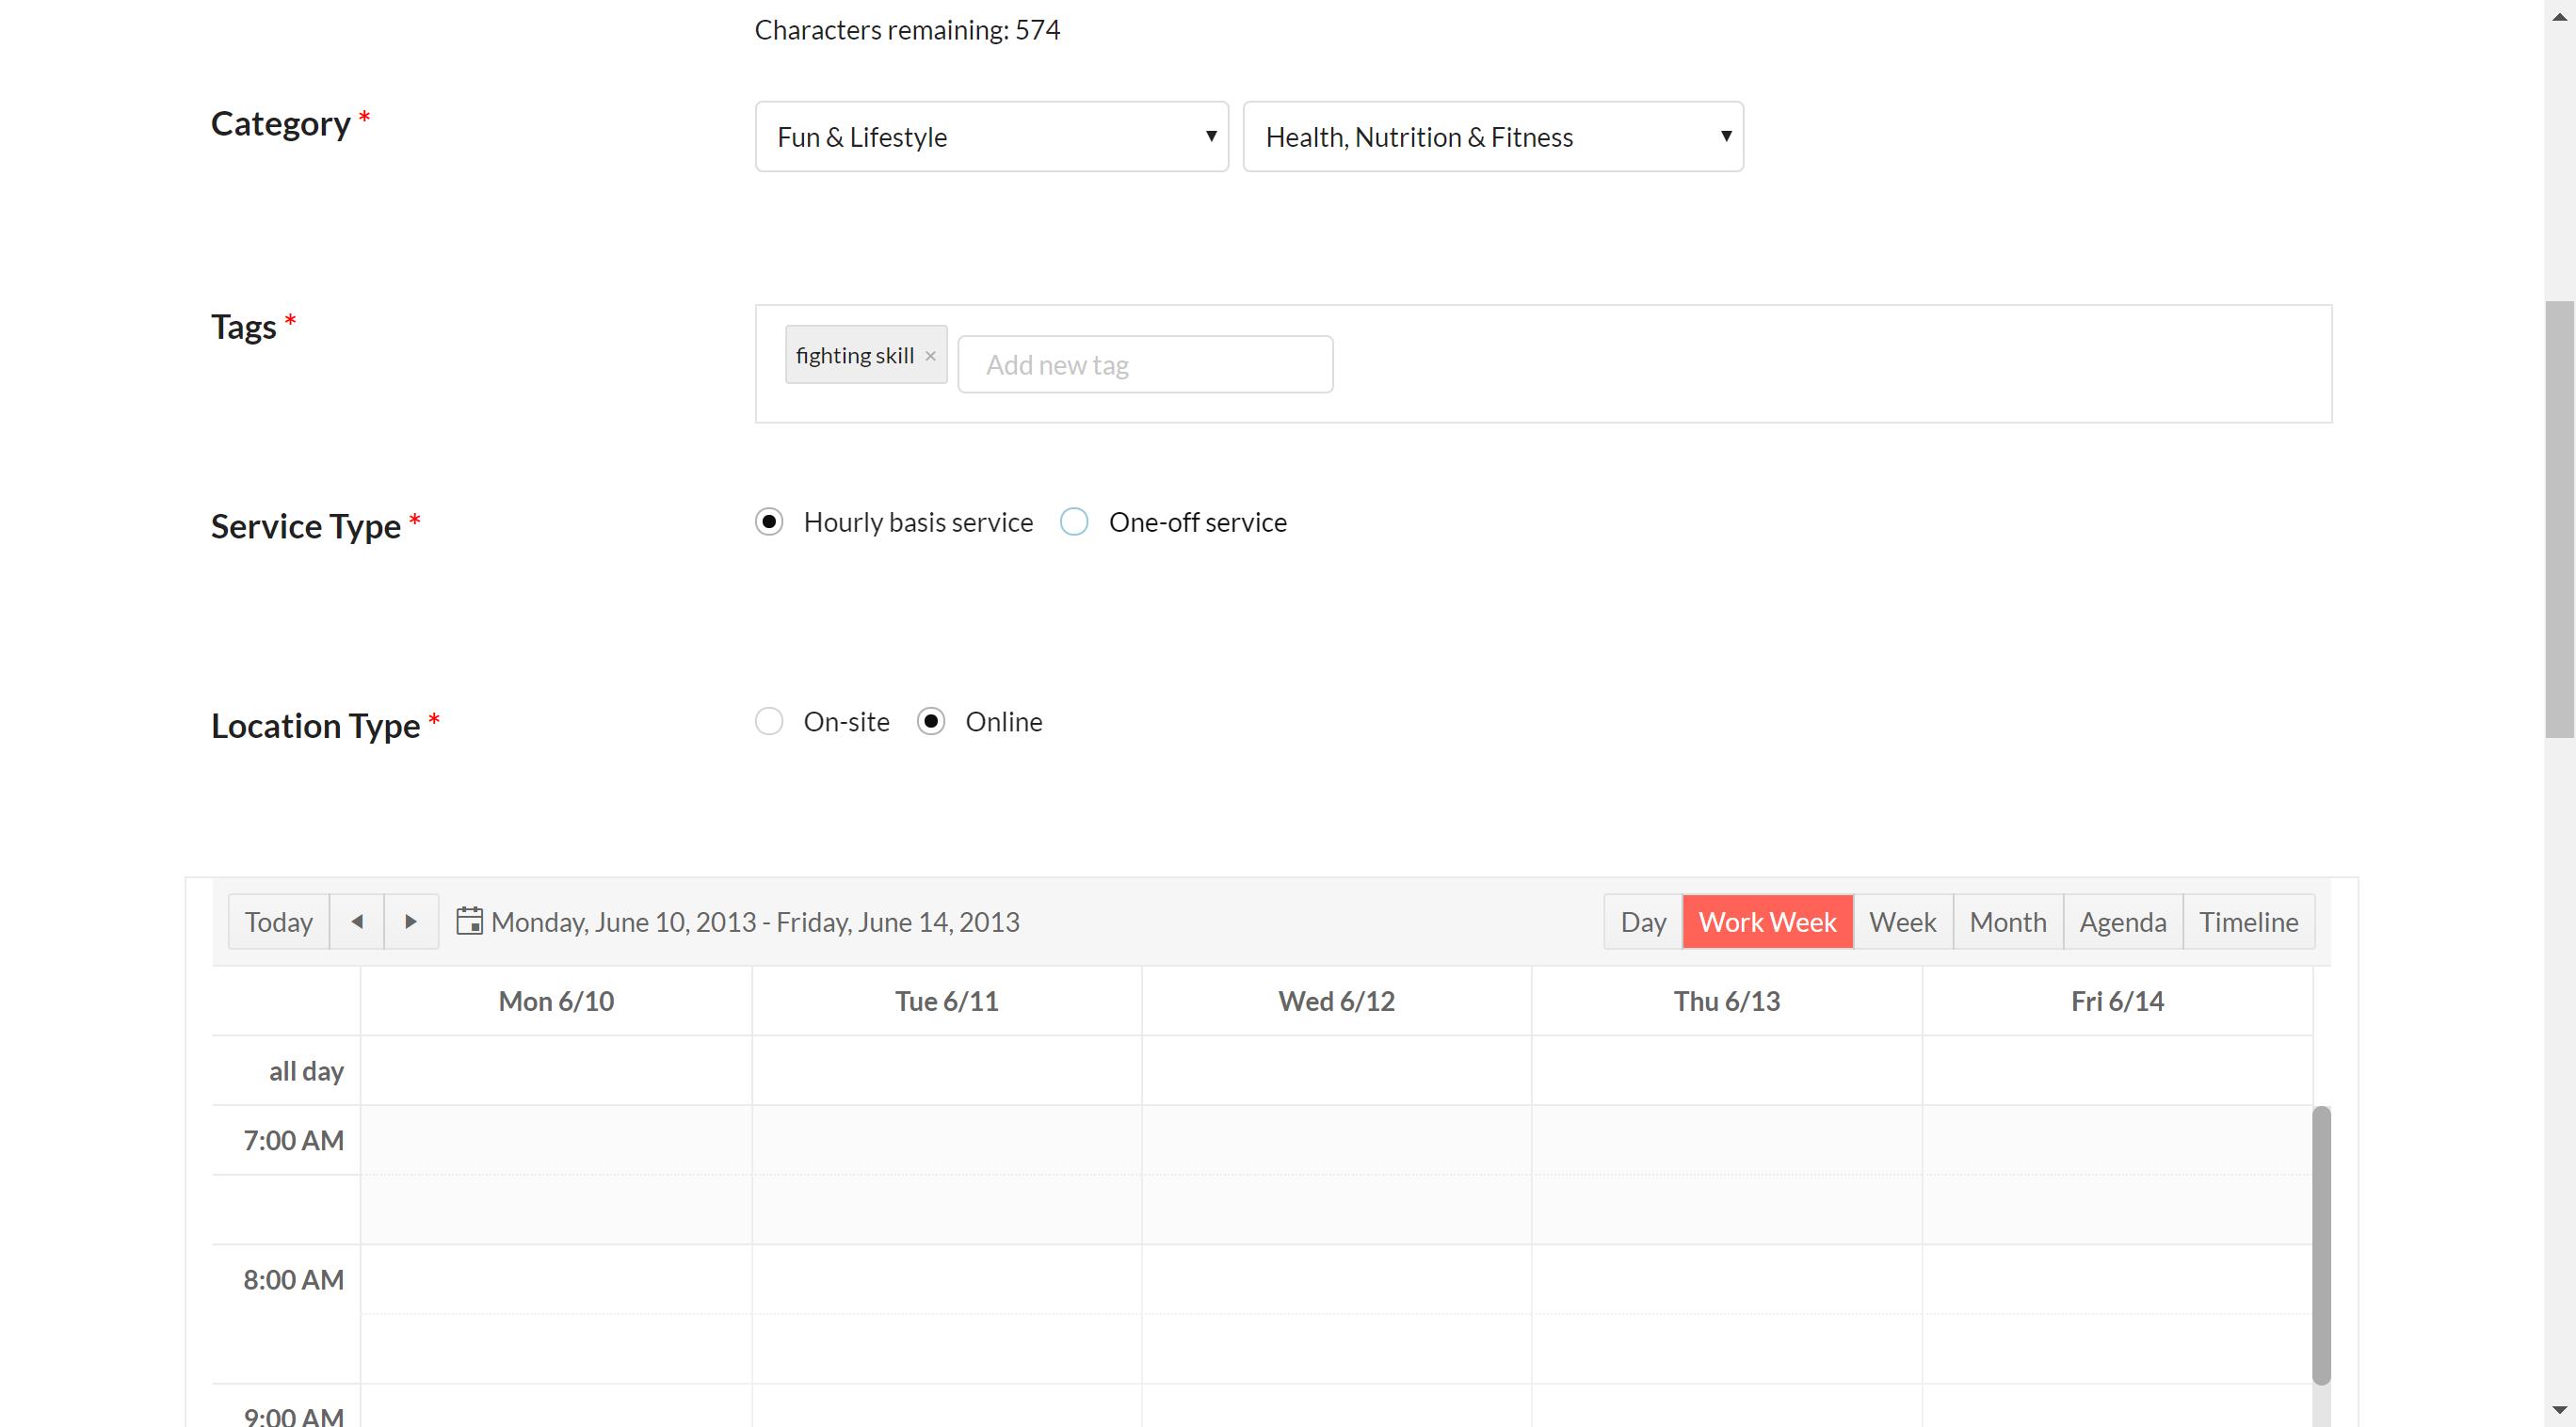 Characters remaining: 574
Category *
Fun & Lifestyle
Health, Nutrition & Fitness
Tags *
fighting skill ×
Add new tag
Service Type *
Hourly basis service
One-off service
Location Type *
On-site
Online
Today
Monday, June 10, 2013 - Friday, June 14, 2013
Day
Work Week
Week
Month
Agenda
Timeline
Mon 6/10
Tue 6/11
Wed 6/12
Thu 6/13
Fri 6/14
all day
7:00 AM
8:00 AM
9:00 AM